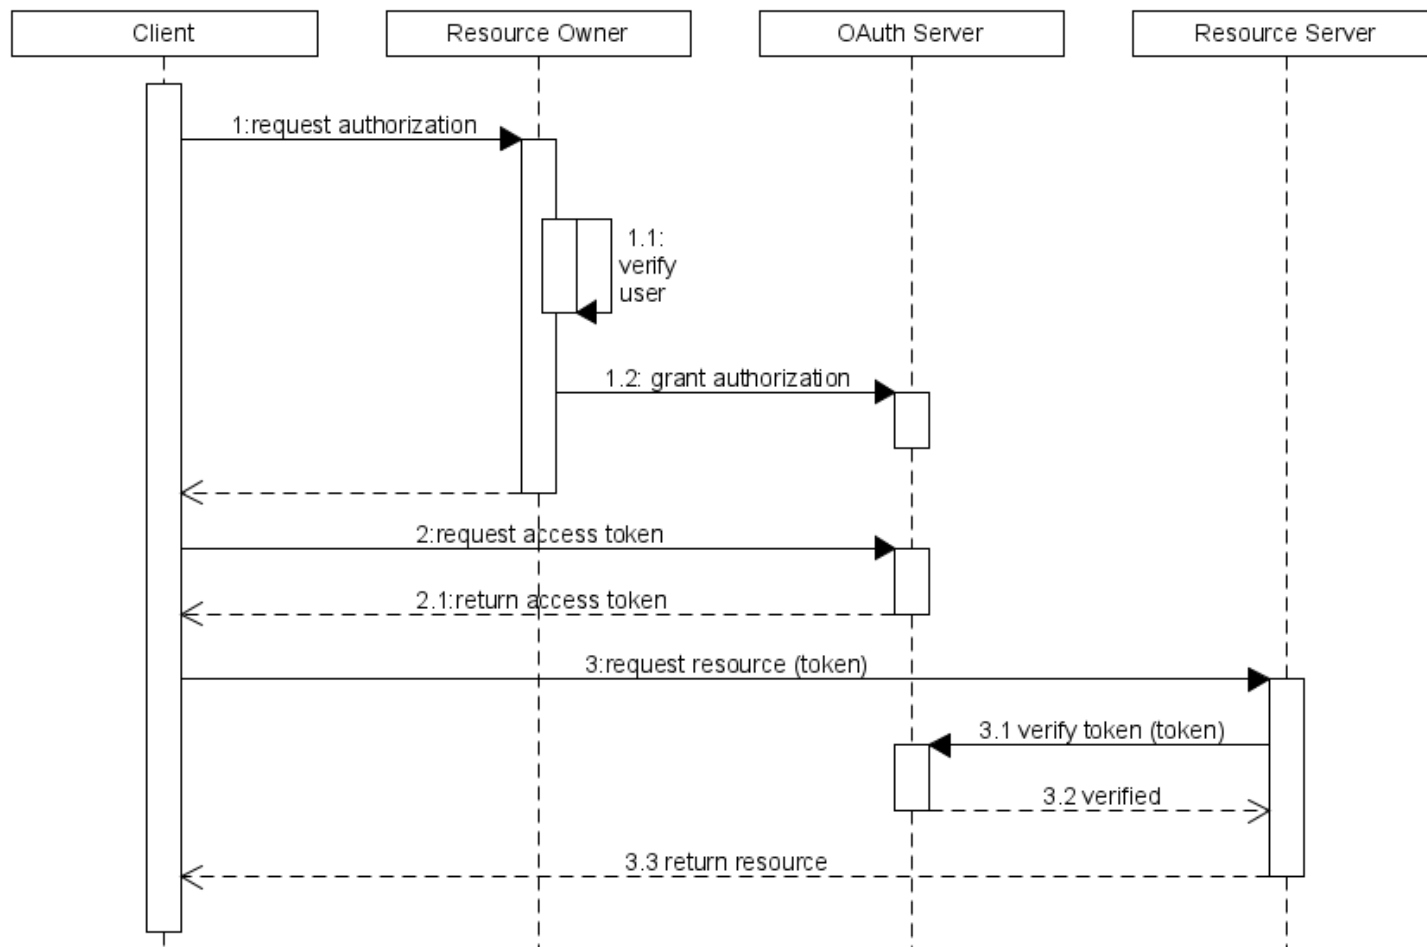 Client
Resource Owner
OAuth Server
Resource Server
1:request authorization
1.1:
verify
user
1.2: grant authorization
2:request access token
2.1:return access token
3:request resource (token)
3.1 verify token (token)
3.2 verified
3.3 return resource